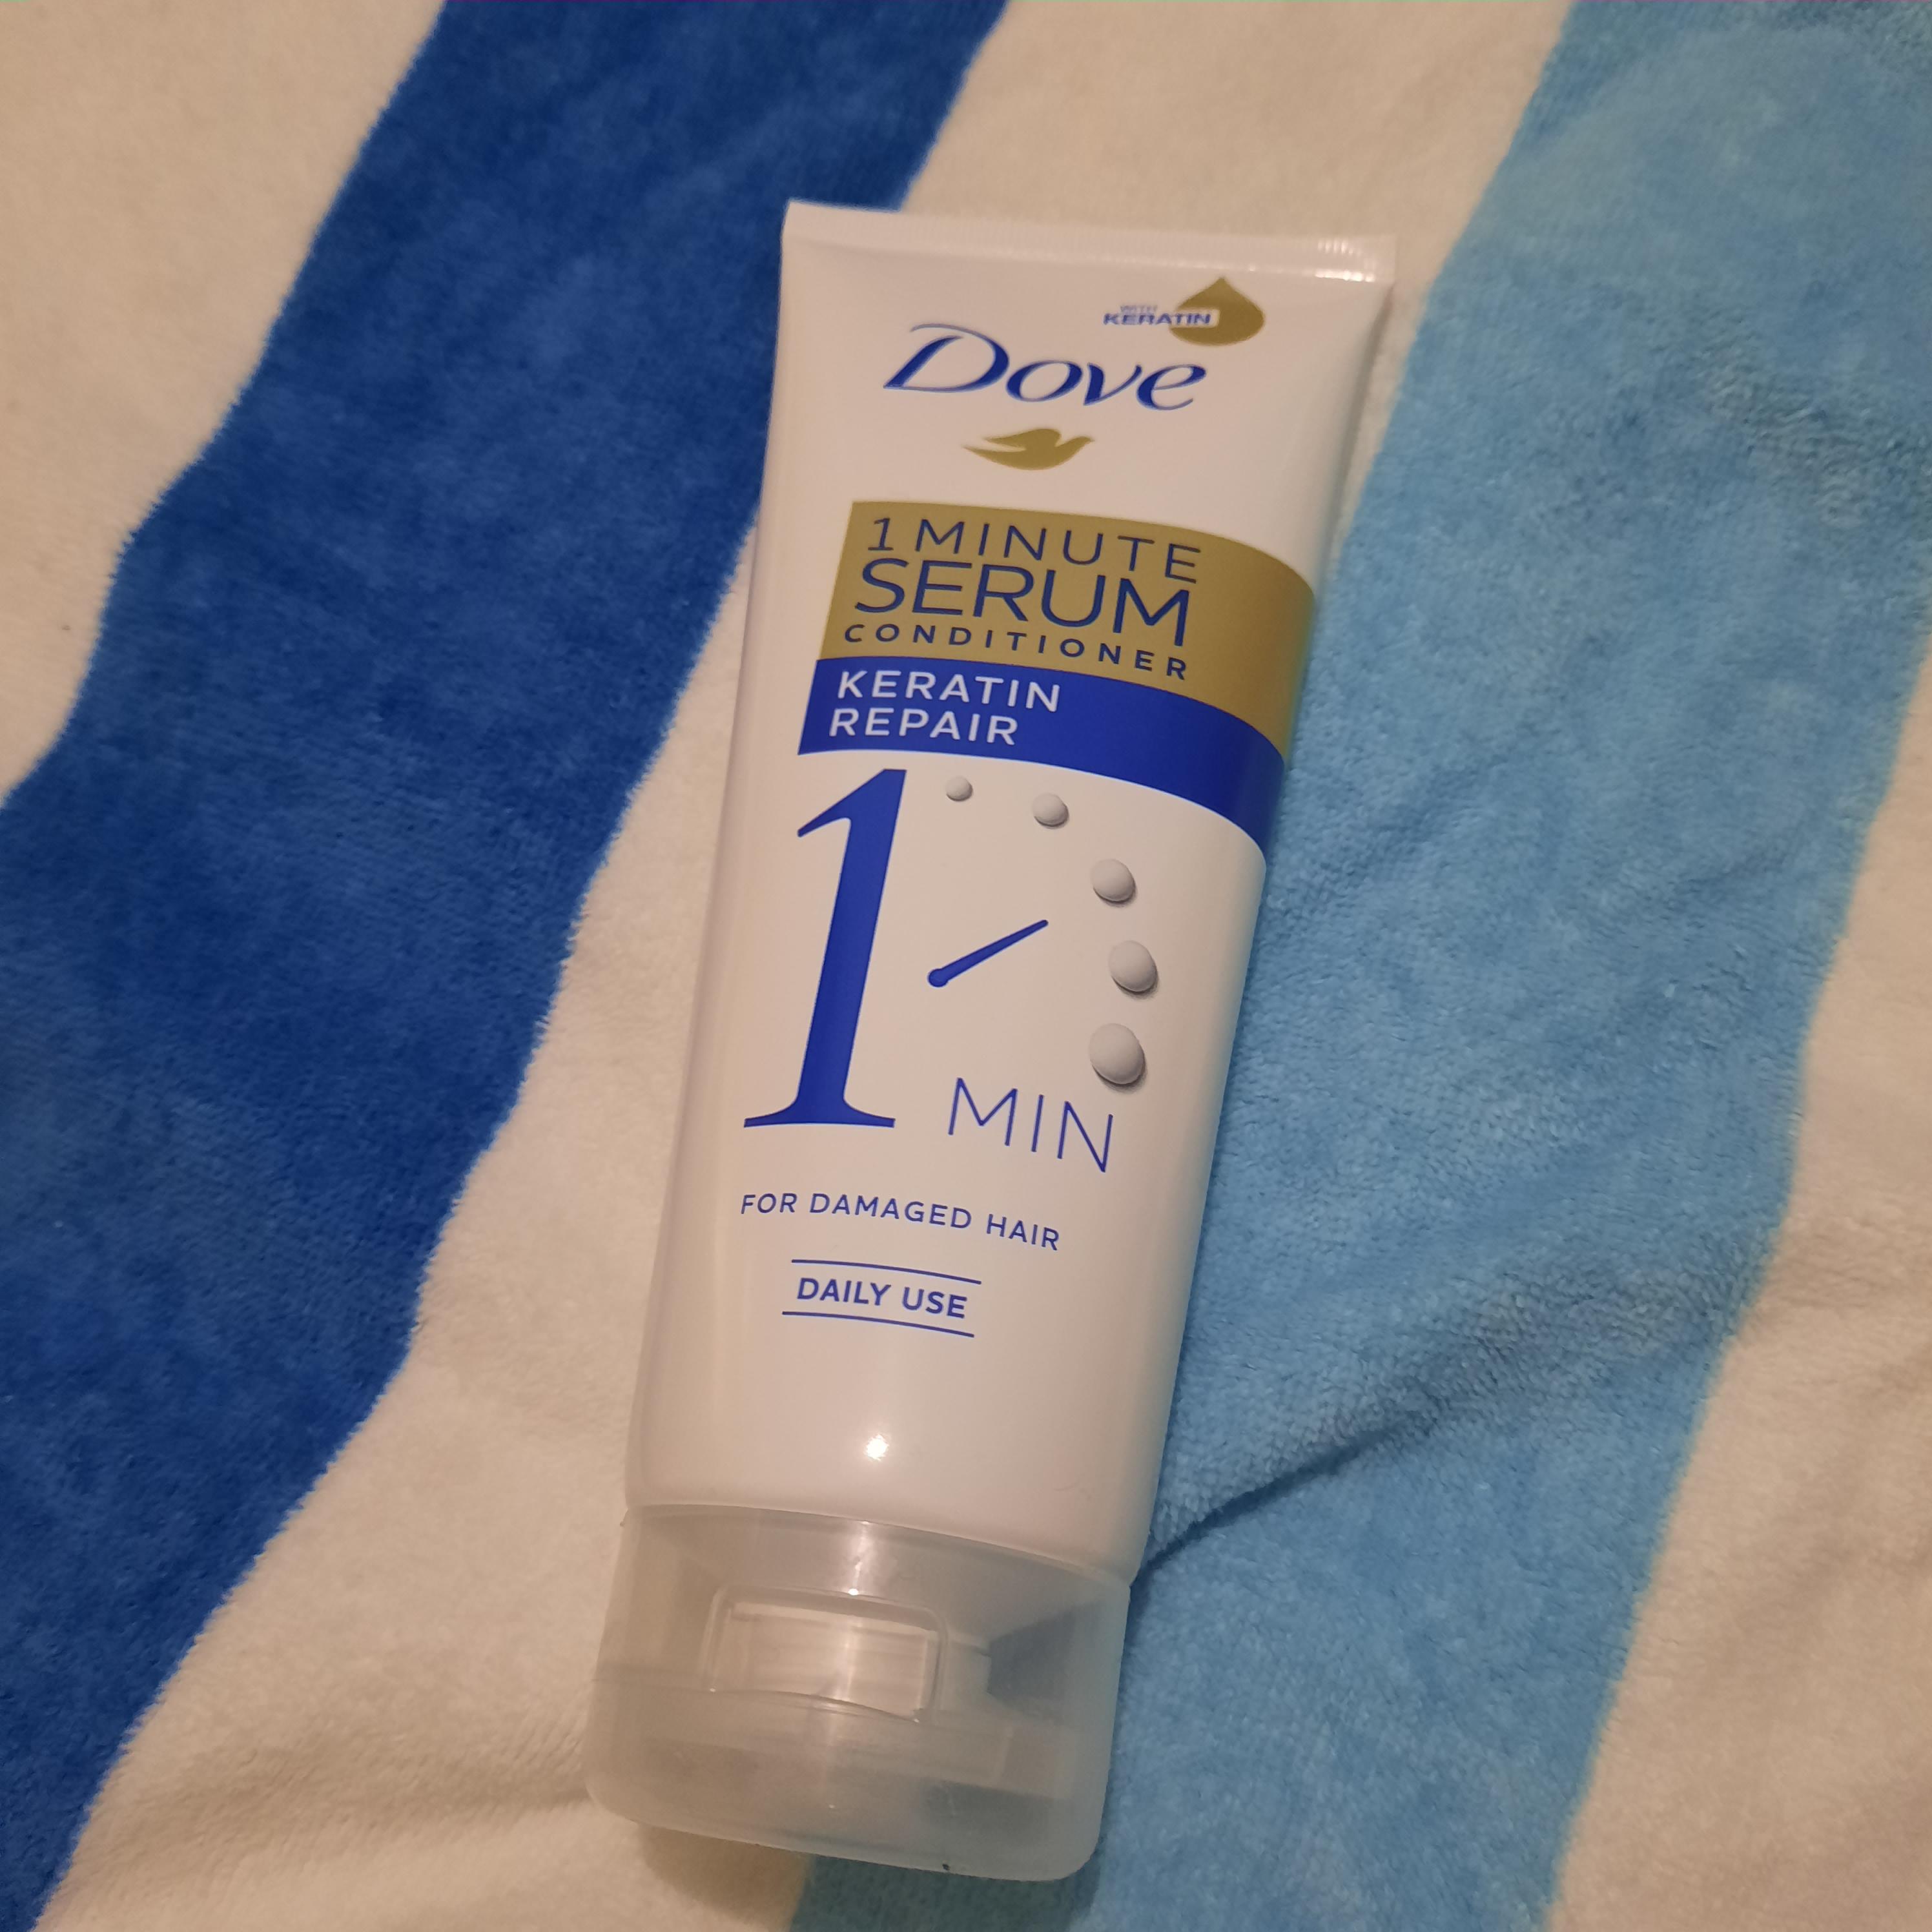 WITH
KERATIN
Dove
1 MINUTE
SERUM
CONDITIONER
KERATIN
REPAIR
1 MIN
FOR DAMAGED HAIR
DAILY USE